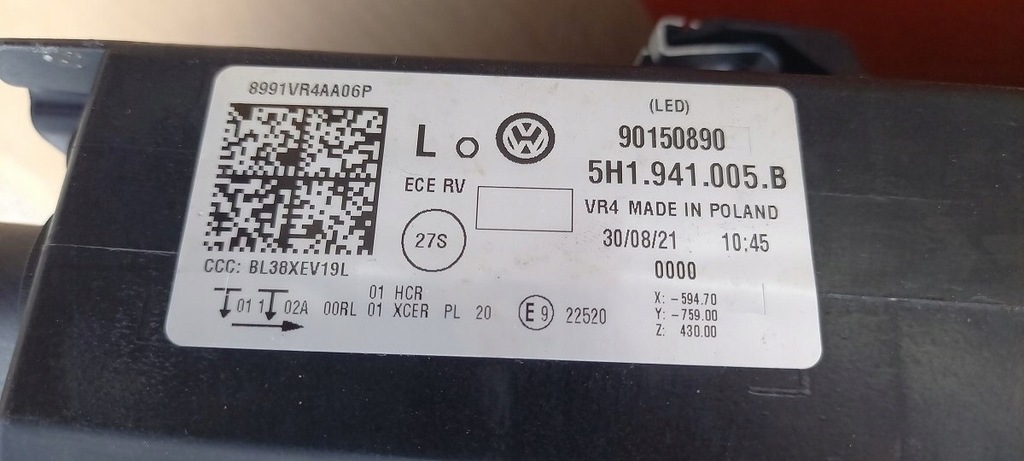 8991VR4AA06P
L
ECE RV
27S
CCC: BL38XEV19L
(LED)
90150890
5H1.941.005.B
VR4 MADE IN POLAND
30/08/21 10:45
0000
01 HCR
01 1 02A 00RL 01 XCER PL 20
E9 22520
X: -594.70
Y: -759.00
Z: 430.00